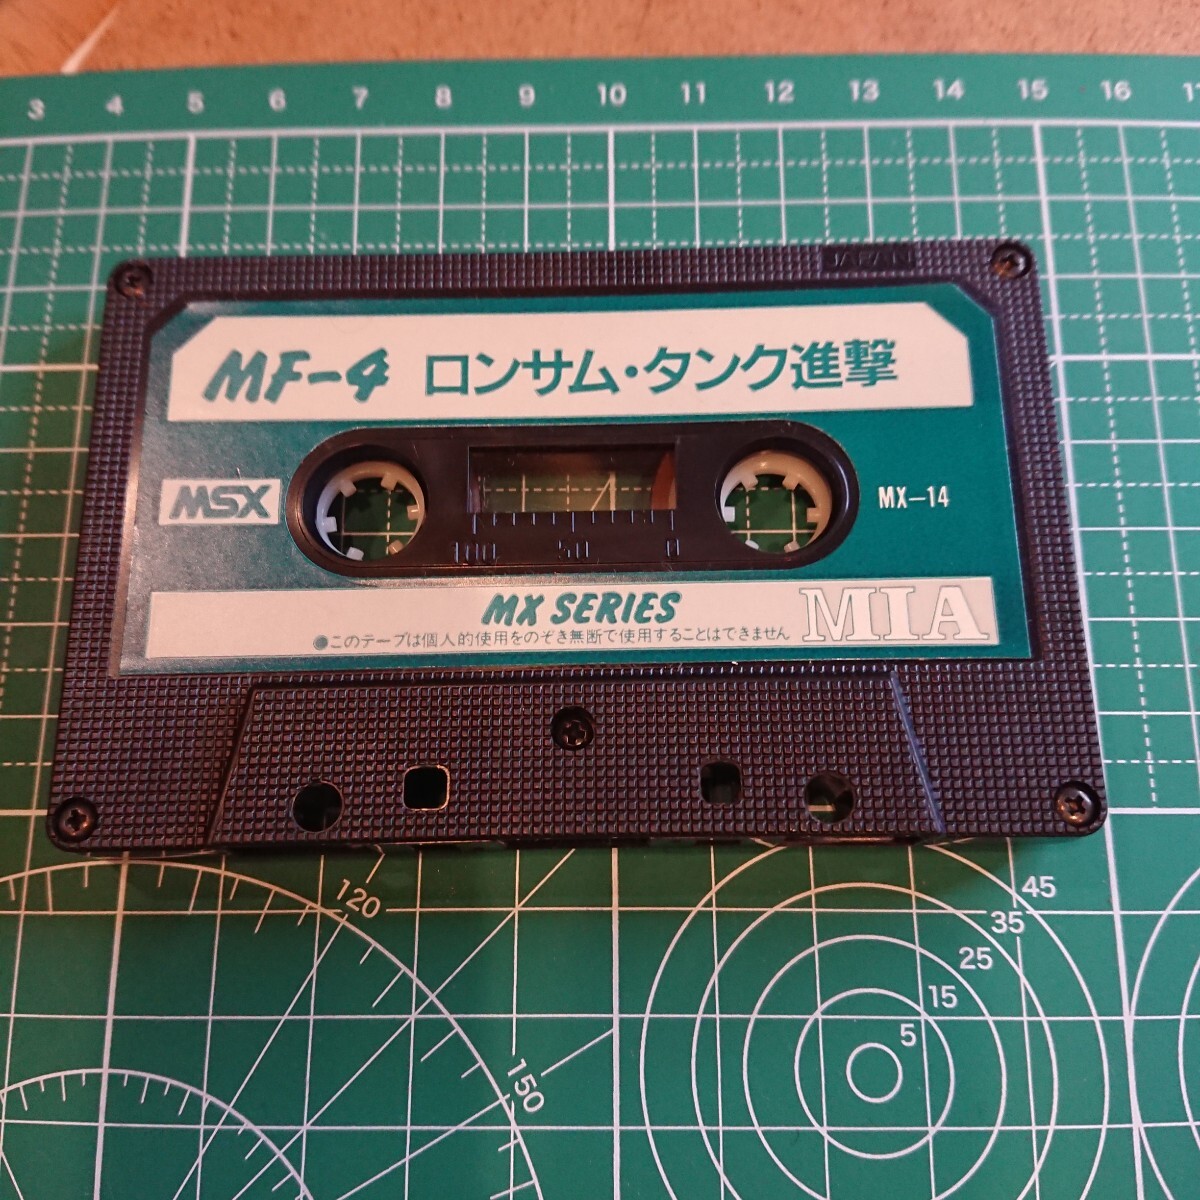 3 4 5 6 7 8 9 10 11 12 13 14 15 16
JAPAN
MF-4 ロンサム・タンク進撃
MSX
MX-14
100 50 0
MX SERIES
●このテープは個人的使用をのぞき無断で使用することはできません
MIA
120
150
45
35
25
15
5